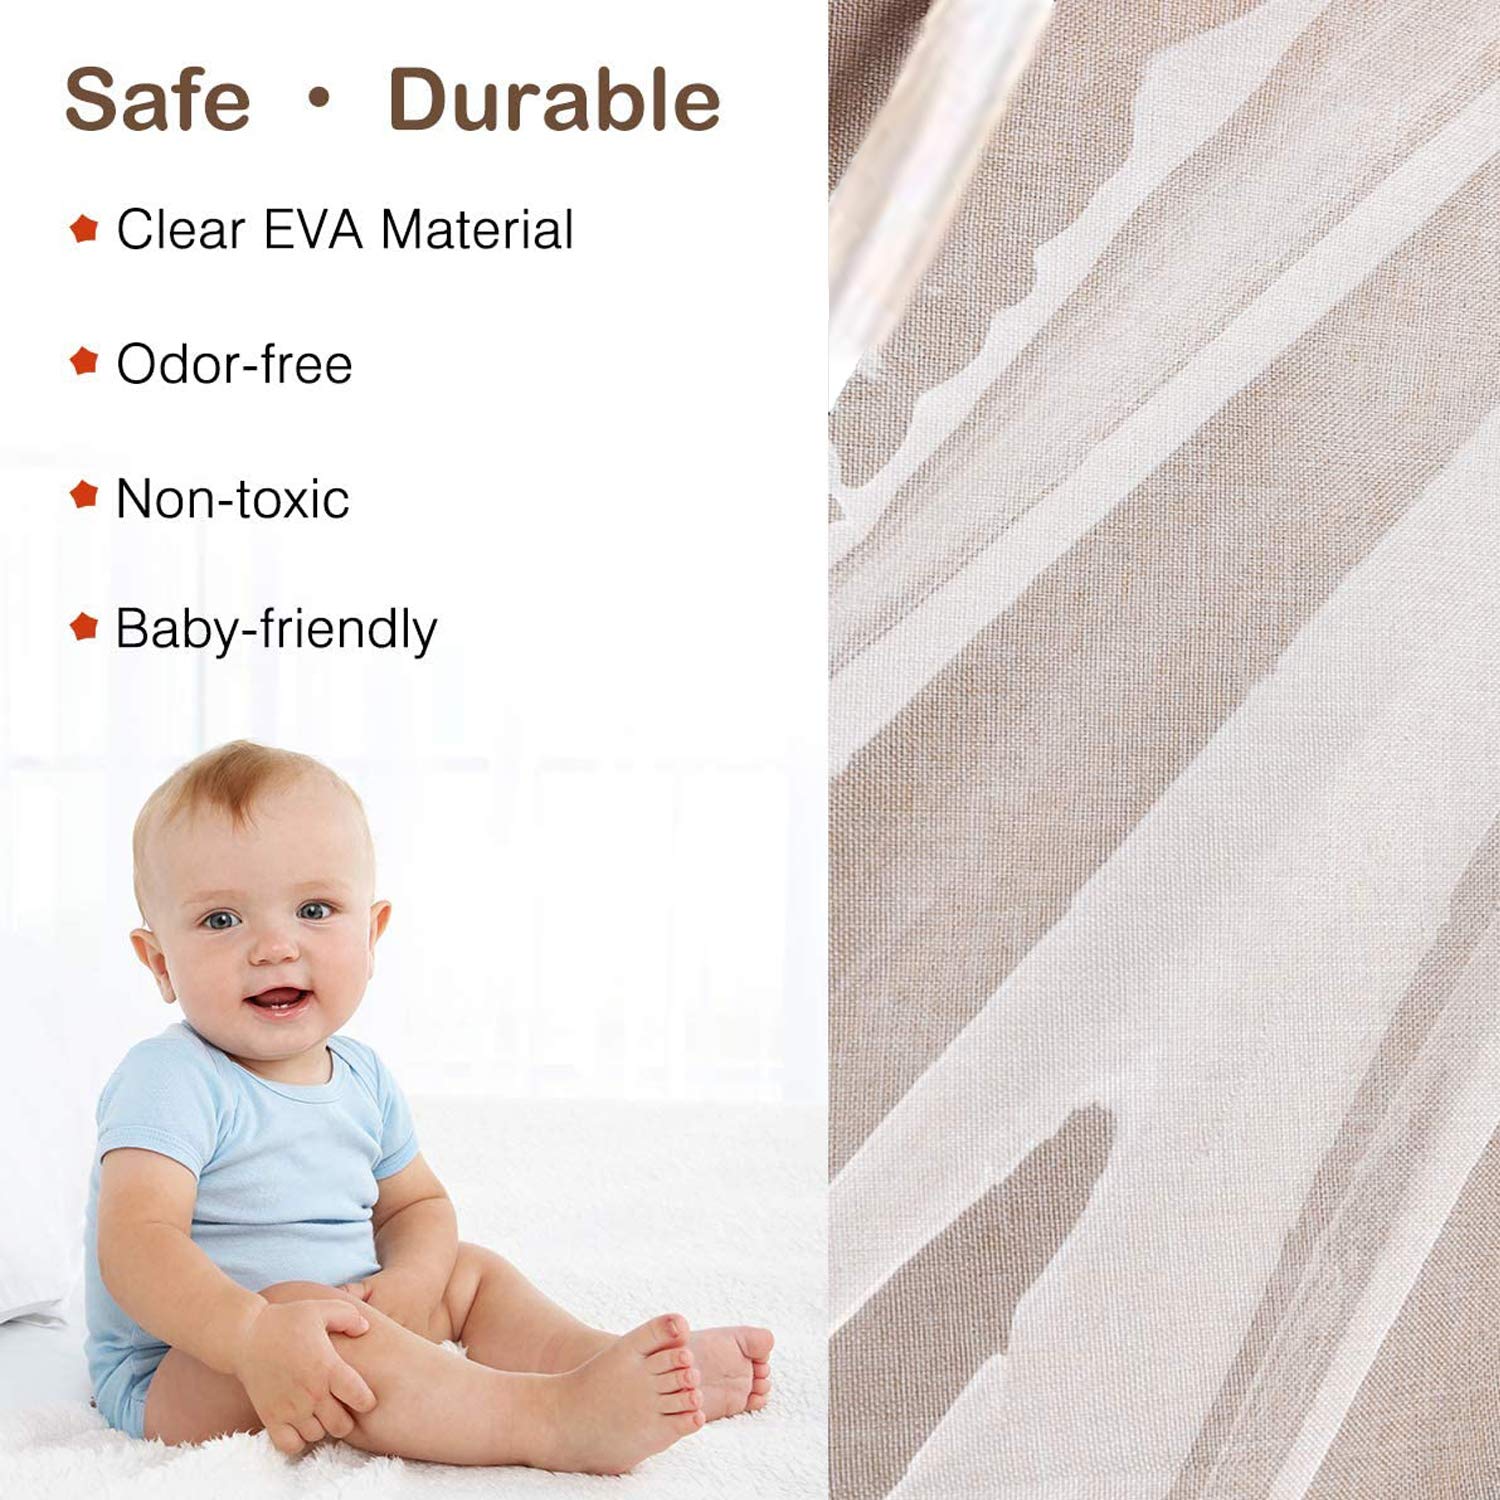 Safe • Durable
Clear EVA Material
Odor-free
Non-toxic
Baby-friendly